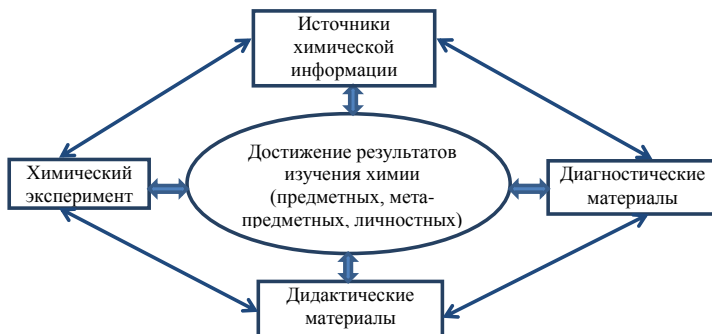 Источники
химической
информации
Достижение результатов
изучения химии
(предметных, мета-
предметных, личностных)
Химический
эксперимент
Диагностические
материалы
Дидактические
материалы